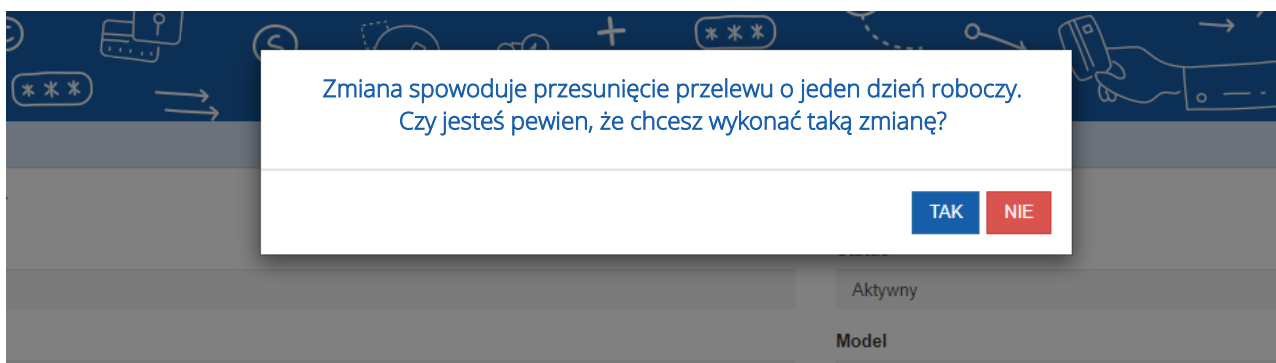 Zmiana spowoduje przesunięcie przelewu o jeden dzień roboczy.
Czy jesteś pewien, że chcesz wykonać taką zmianę?
TAK NIE
Aktywny
Model